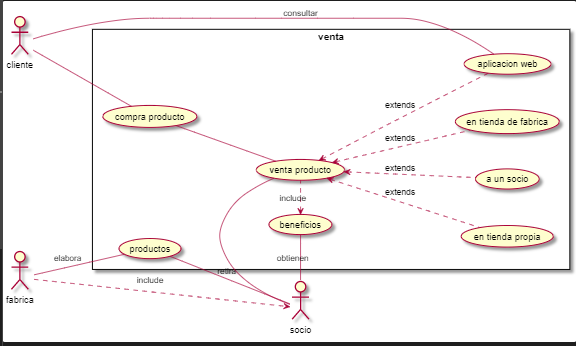 consultar
venta
cliente
aplicacion web
extends
compra producto
en tienda de fabrica
extends
venta producto
extends
a un socio
include
extends
beneficios
en tienda propia
productos
elabora
obtienen
retira
include
fabrica
socio